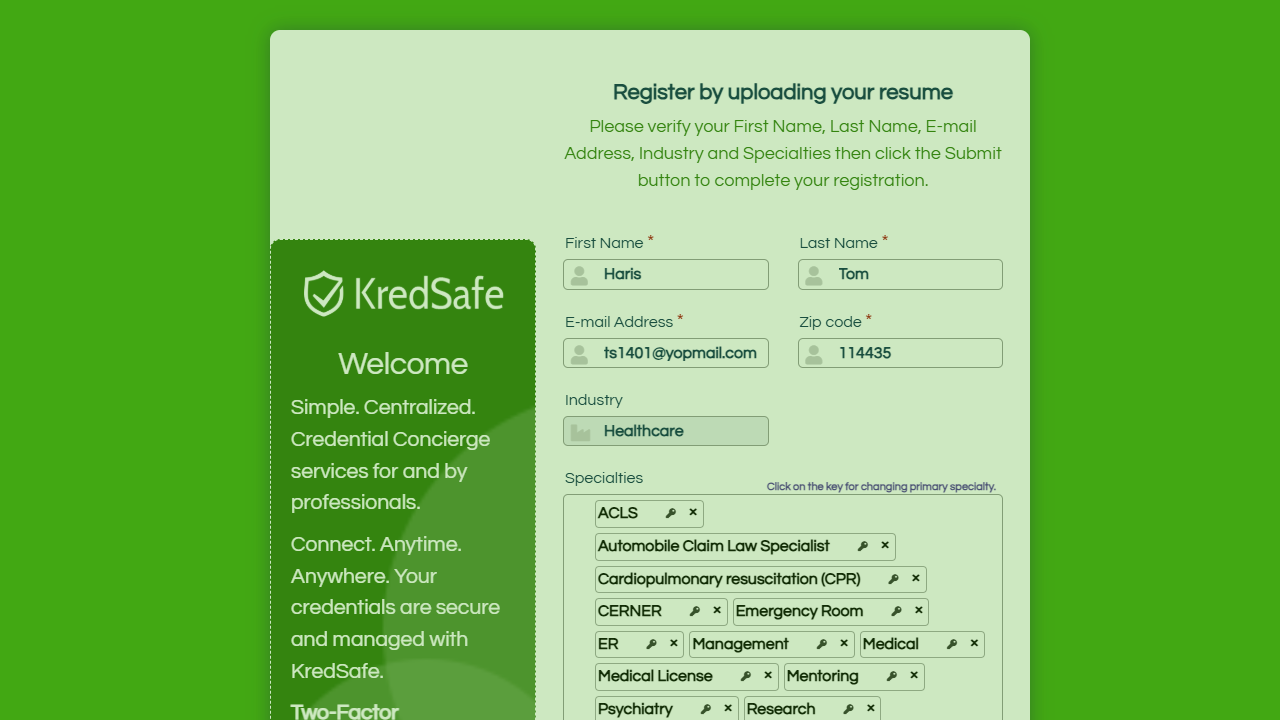 Register by uploading your resume
Please verify your First Name, Last Name, E-mail
Address, Industry and Specialties then click the Submit
button to complete your registration.
KredSafe
Welcome
Simple. Centralized.
Credential Concierge
services for and by
professionals.
Connect. Anytime.
Anywhere. Your
credentials are secure
and managed with
KredSafe.
Two-Factor
First Name *
Last Name *
Haris
Tom
E-mail Address *
Zip code *
ts1401@yopmail.com
114435
Industry
Healthcare
Specialties
Click on the key for changing primary specialty.
ACLS ×
Automobile Claim Law Specialist ×
Cardiopulmonary resuscitation (CPR) ×
CERNER × Emergency Room ×
ER × Management × Medical ×
Medical License × Mentoring ×
Psychiatry × Research ×